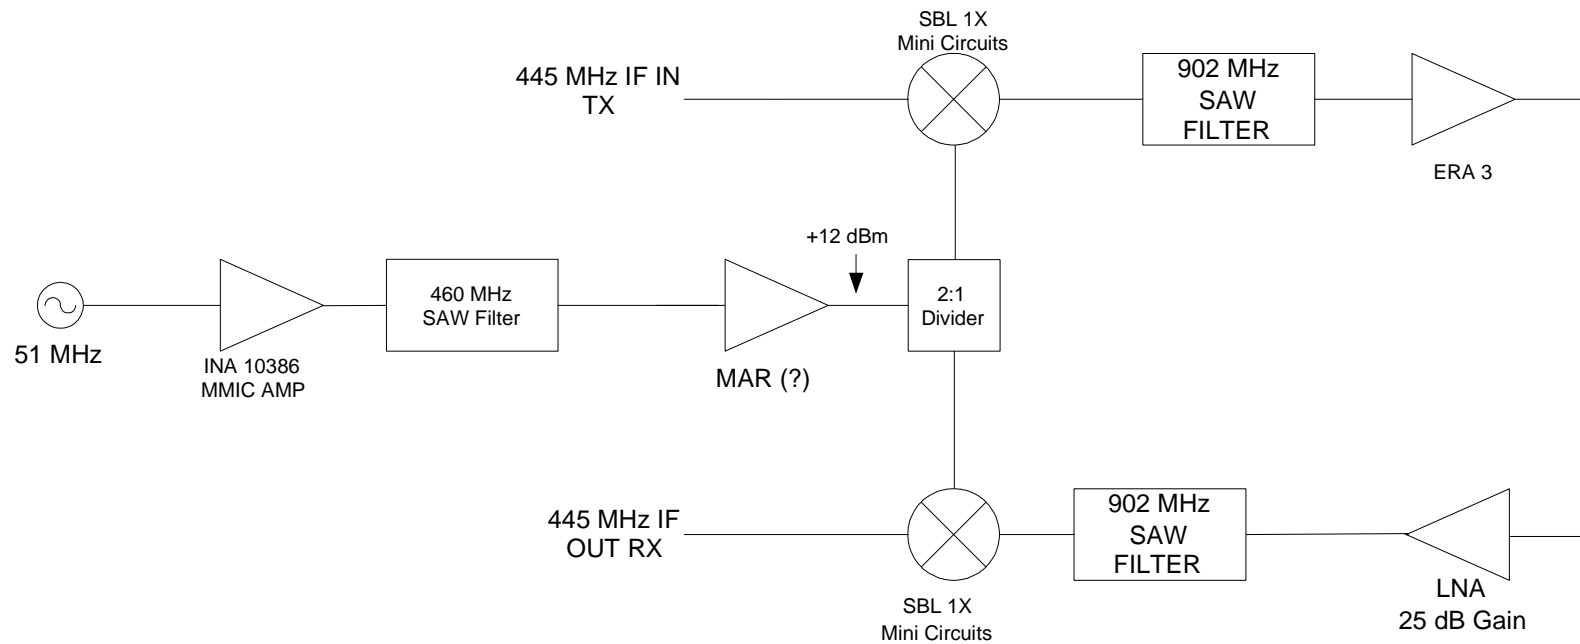 SBL 1X
Mini Circuits
445 MHz IF IN
TX
902 MHz
SAW
FILTER
ERA 3
+12 dBm
460 MHz
SAW Filter
2:1
Divider
51 MHz
INA 10386
MMIC AMP
MAR (?)
445 MHz IF
OUT RX
902 MHz
SAW
FILTER
LNA
25 dB Gain
SBL 1X
Mini Circuits